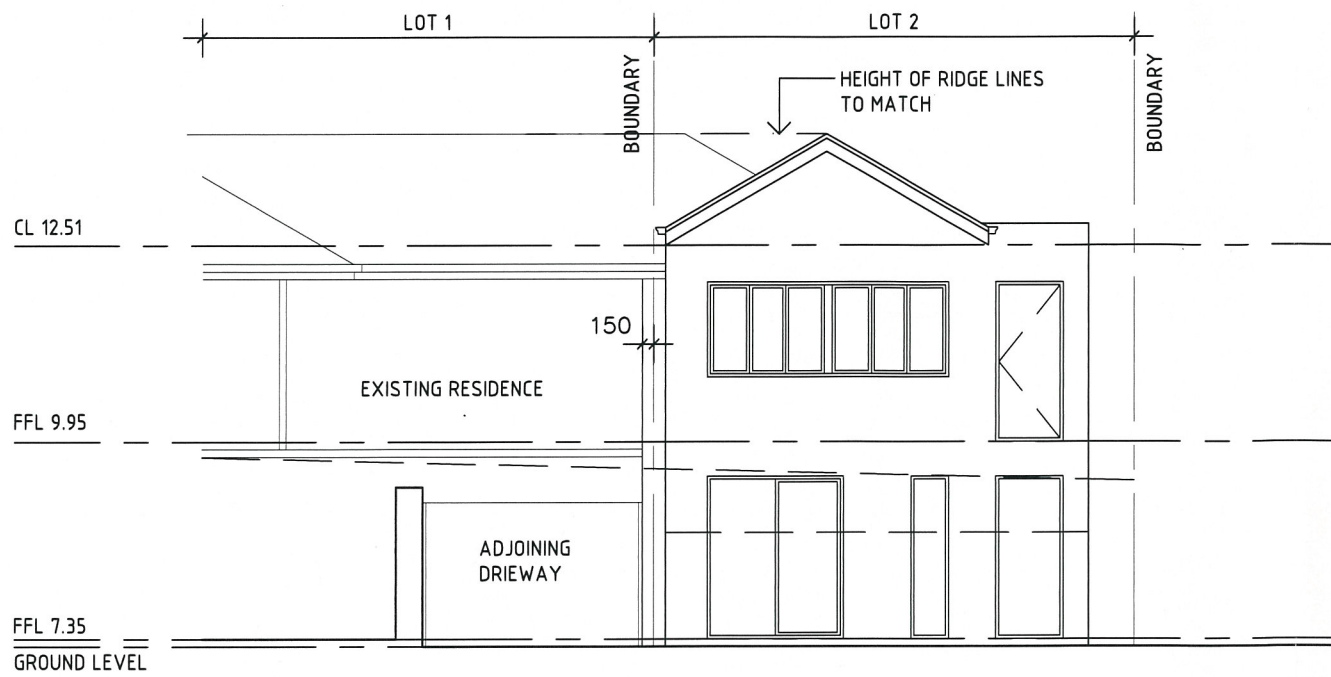 LOT 1
LOT 2
BOUNDARY
HEIGHT OF RIDGE LINES
TO MATCH
BOUNDARY
CL 12.51
150
EXISTING RESIDENCE
FFL 9.95
ADJOINING
DRIEWAY
FFL 7.35
GROUND LEVEL